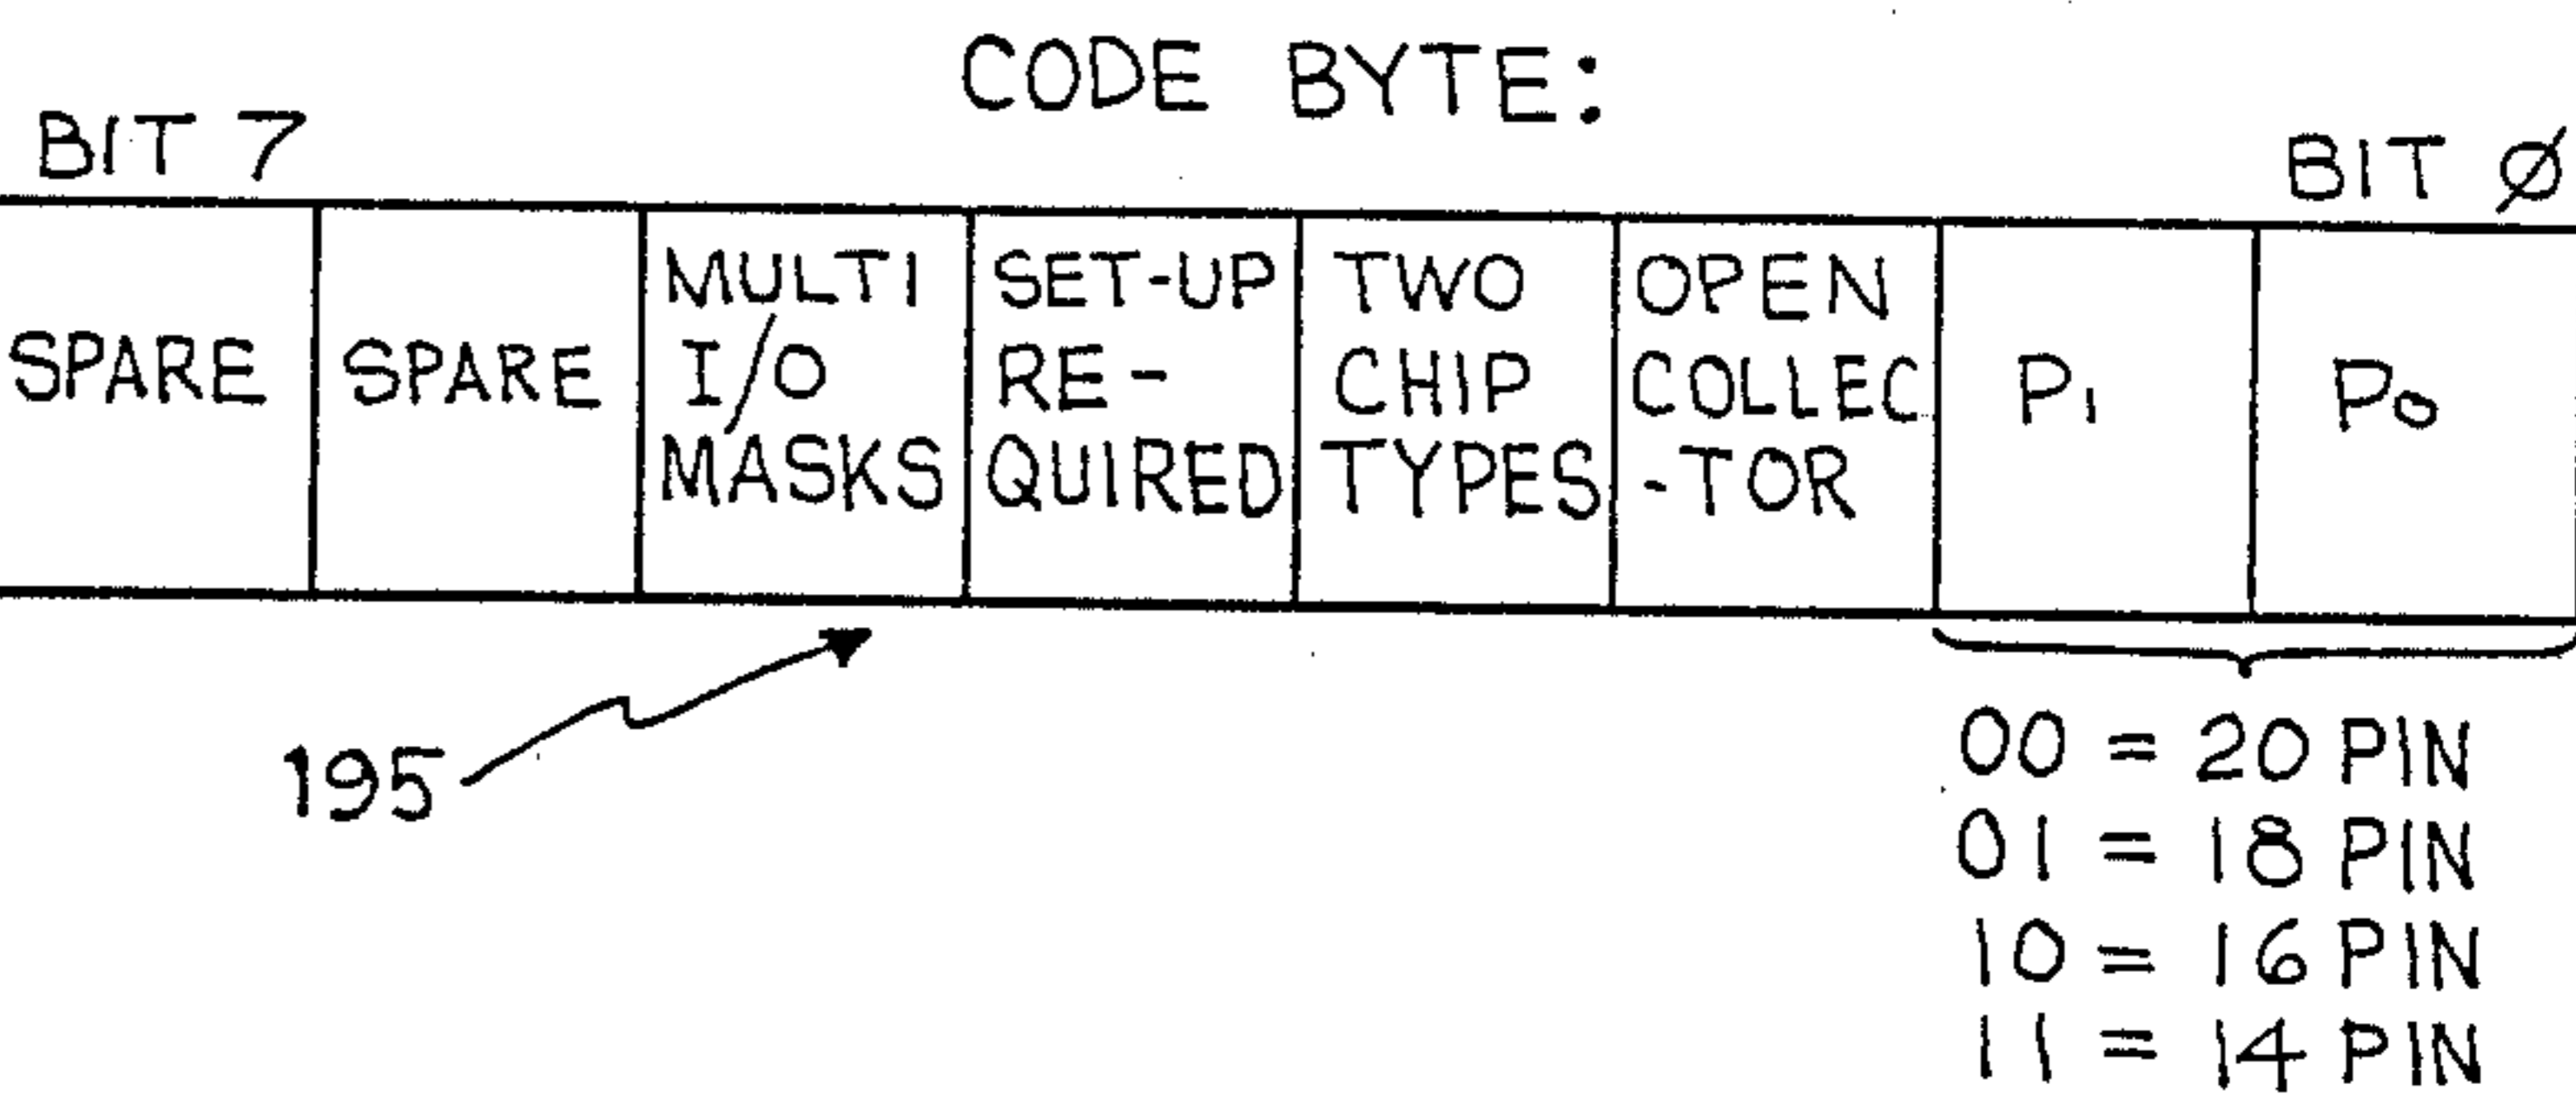 CODE BYTE:
BIT 7
BIT Ø
SPARE
SPARE
MULTI
I/O
MASKS
SET-UP
RE-
QUIRED
TWO
CHIP
TYPES
OPEN
COLLEC
-TOR
P1
P0
195
00 = 20 PIN
01 = 18 PIN
10 = 16 PIN
11 = 14 PIN